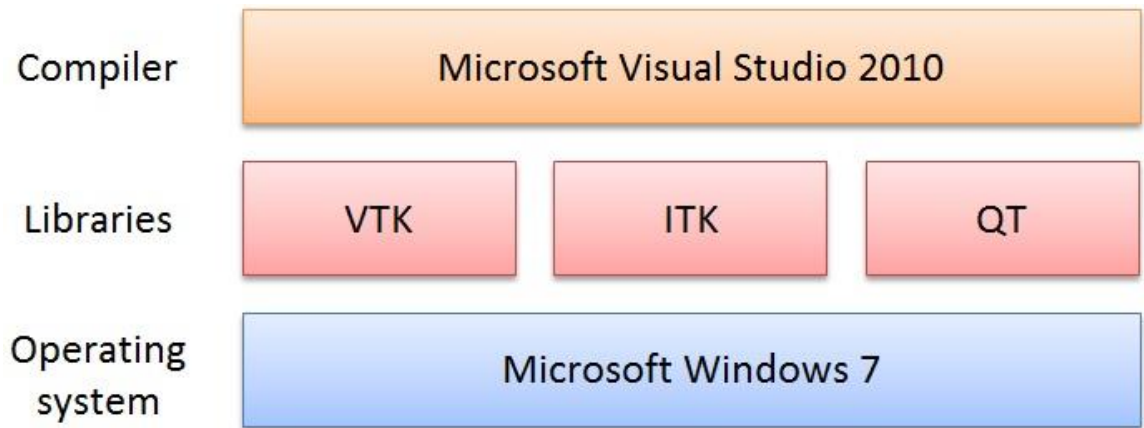 Compiler
Microsoft Visual Studio 2010
Libraries
VTK
ITK
QT
Operating
system
Microsoft Windows 7